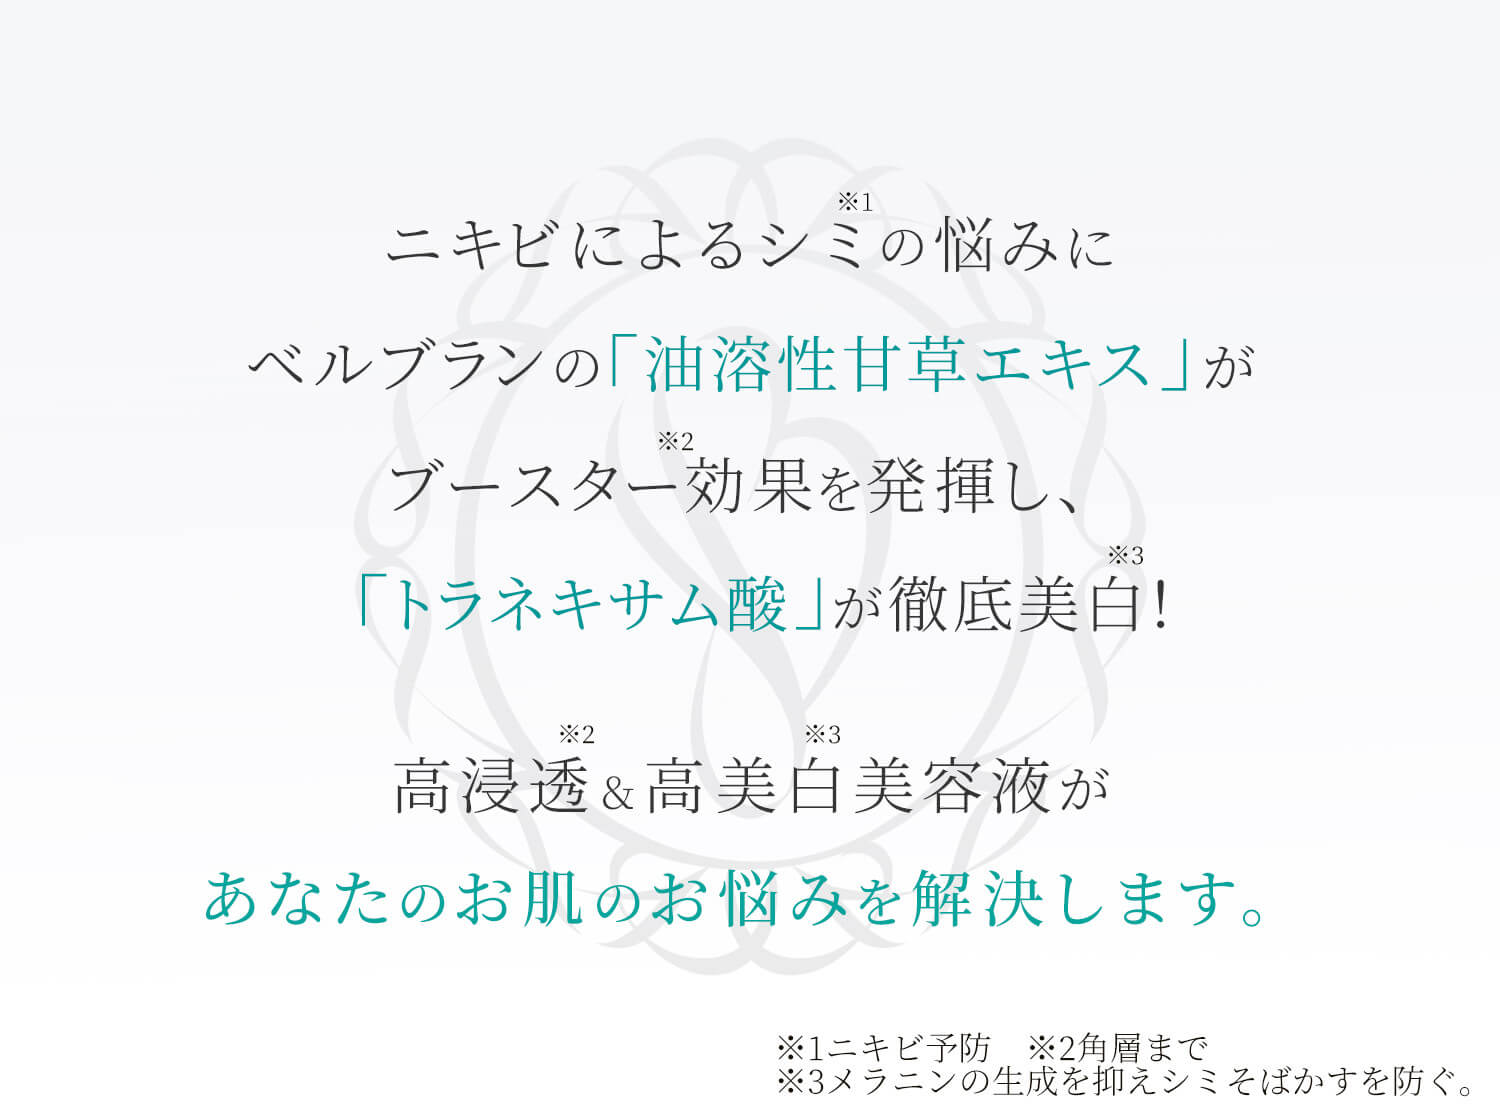 ニキビによるシミ※1の悩みに
ベルブランの「油溶性甘草エキス」が
ブースター※2効果を発揮し、
「トラネキサム酸」が徹底美白※3!
高浸透※2&高美白※3美容液が
あなたのお肌のお悩みを解決します。
※1ニキビ予防　※2角層まで
※3メラニンの生成を抑えシミそばかすを防ぐ。